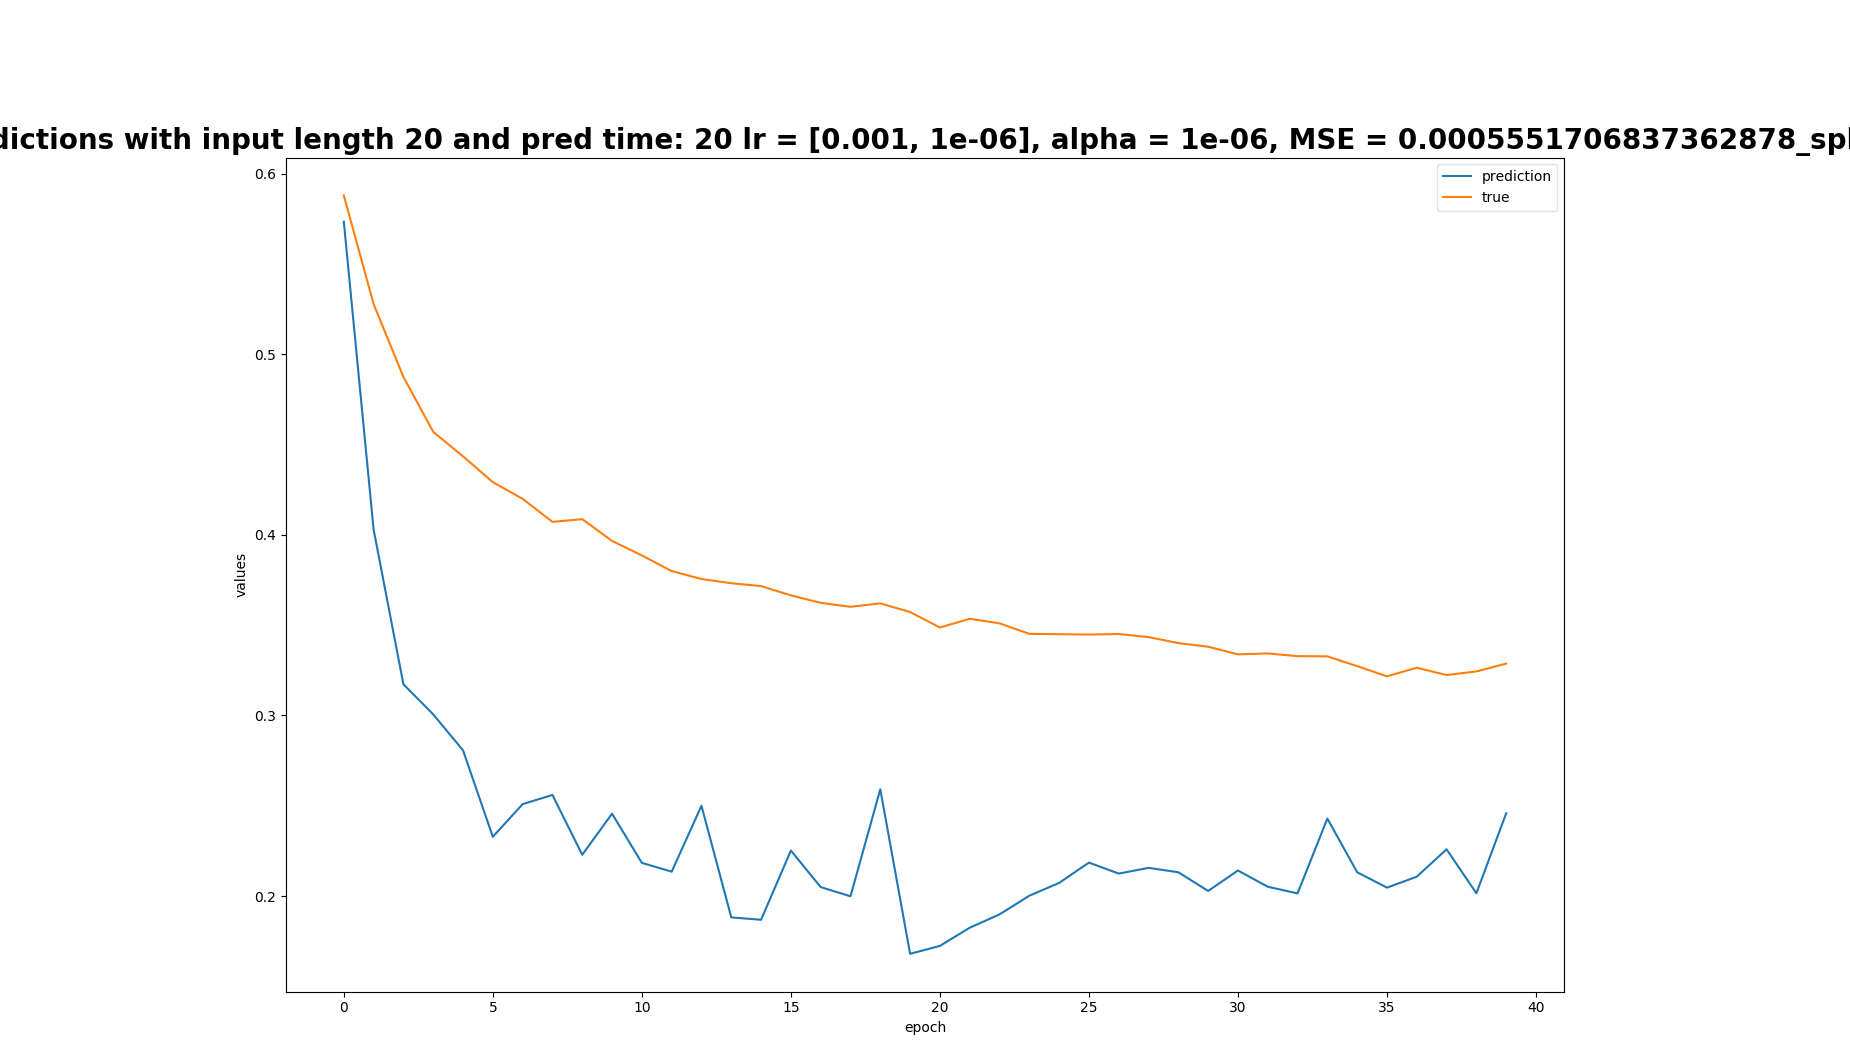 dictions with input length 20 and pred time: 20 lr = [0.001, 1e-06], alpha = 1e-06, MSE = 0.0005551706837362878_spl
prediction
true
0.6
0.5
0.4
0.3
0.2
values
0 5 10 15 20 25 30 35 40
epoch